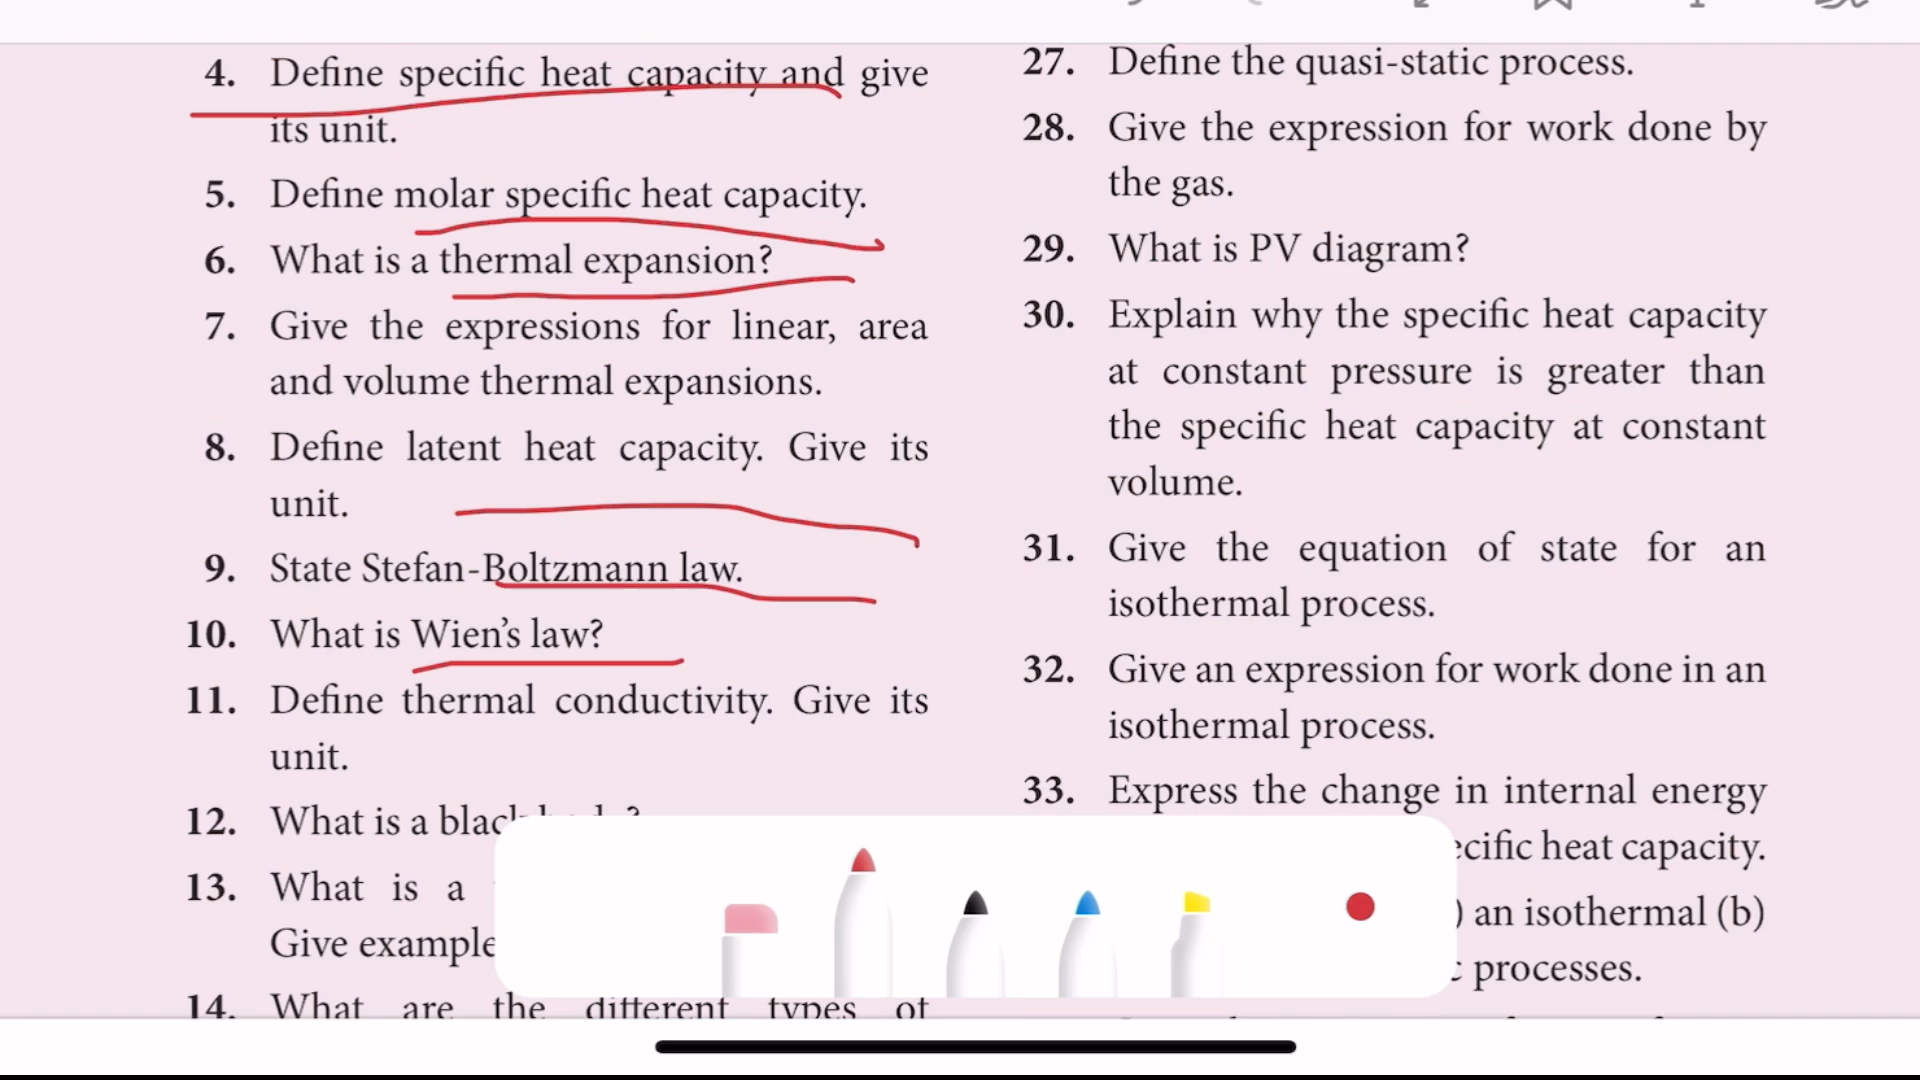 4. Define specific heat capacity and give
its unit.
5. Define molar specific heat capacity.
6. What is a thermal expansion?
7. Give the expressions for linear, area
and volume thermal expansions.
8. Define latent heat capacity. Give its
unit.
9. State Stefan-Boltzmann law.
10. What is Wien's law?
11. Define thermal conductivity. Give its
unit.
12. What is a black
13. What is a
Give example
14. What are the different types of
27. Define the quasi-static process.
28. Give the expression for work done by
the gas.
29. What is PV diagram?
30. Explain why the specific heat capacity
at constant pressure is greater than
the specific heat capacity at constant
volume.
31. Give the equation of state for an
isothermal process.
32. Give an expression for work done in an
isothermal process.
33. Express the change in internal energy
heat capacity.
) an isothermal (b)
processes.